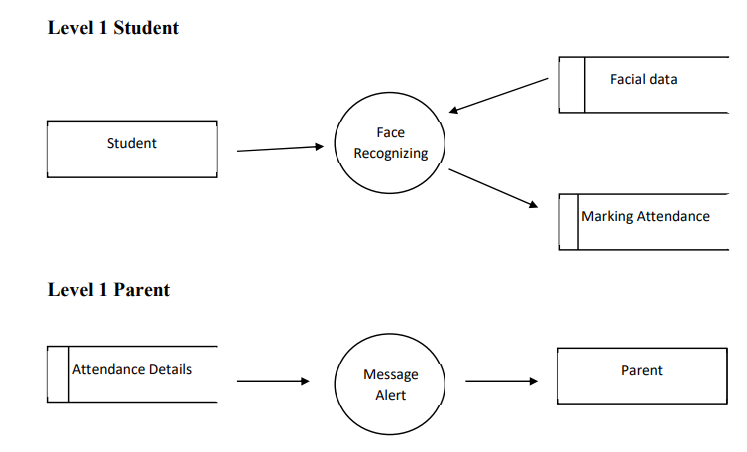 Level 1 Student
Facial data
Student
Face
Recognizing
Marking Attendance
Level 1 Parent
Attendance Details
Message
Alert
Parent